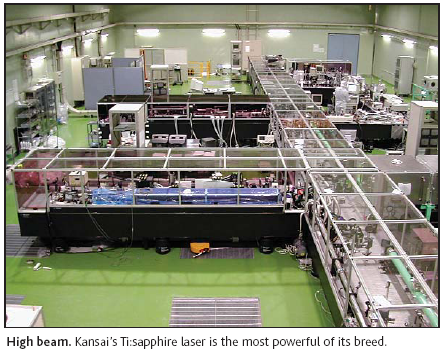 High beam. Kansai's Ti:sapphire laser is the most powerful of its breed.